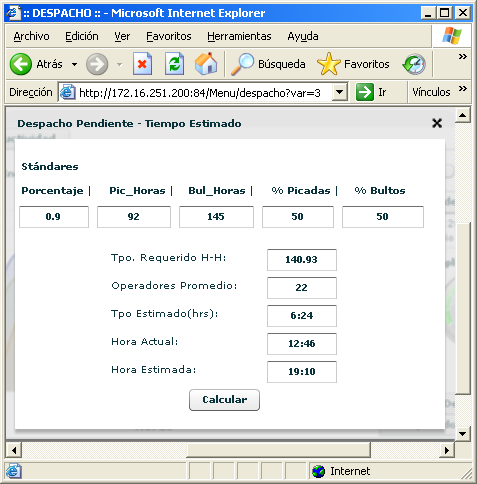 :: DESPACHO :: - Microsoft Internet Explorer
Archivo Edición Ver Favoritos Herramientas Ayuda
Atrás Búsqueda Favoritos »
Dirección http://172.16.251.200:84/Menu/despacho?var=3 Ir Vínculos »
Despacho Pendiente - Tiempo Estimado
Stándares
Porcentaje | Pic_Horas | Bul_Horas | % Picadas | % Bultos
0.9 92 145 50 50
Tpo. Requerido H-H: 140.93
Operadores Promedio: 22
Tpo Estimado(hrs): 6:24
Hora Actual: 12:46
Hora Estimada: 19:10
Calcular
Internet